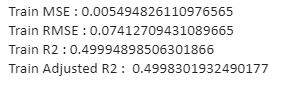 Train MSE : 0.005494826110976565
Train RMSE : 0.07412709431089665
Train R2 : 0.49994898506301866
Train Adjusted R2 :  0.4998301932490177